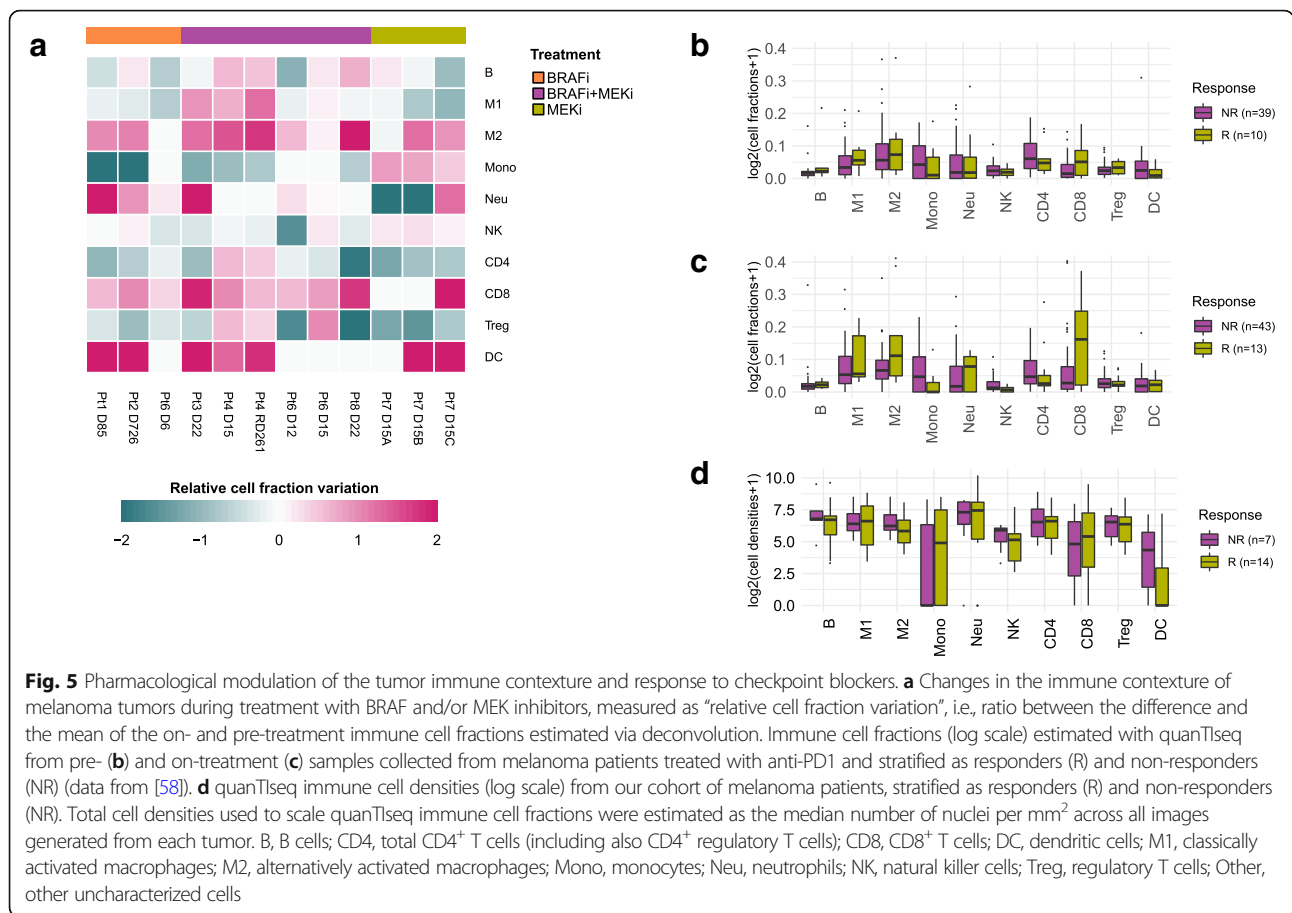 a
Treatment
BRAFi
BRAFi+MEKi
MEKi
B
M1
M2
Mono
Neu
NK
CD4
CD8
Treg
DC
Pt1 D85
Pt2 D726
Pt6 D6
Pt3 D22
Pt4 D15
Pt4 RD261
Pt6 D12
Pt6 D15
Pt8 D22
Pt7 D15A
Pt7 D15B
Pt7 D15C
Relative cell fraction variation
−2 −1 0 1 2
b
log2(cell fractions+1)
0.4
0.3
0.2
0.1
0.0
B M1 M2 Mono Neu NK CD4 CD8 Treg DC
Response
NR (n=39)
R (n=10)
c
log2(cell fractions+1)
0.4
0.3
0.2
0.1
0.0
B M1 M2 Mono Neu NK CD4 CD8 Treg DC
Response
NR (n=43)
R (n=13)
d
log2(cell densities+1)
10.0
7.5
5.0
2.5
0.0
B M1 M2 Mono Neu NK CD4 CD8 Treg DC
Response
NR (n=7)
R (n=14)
Fig. 5 Pharmacological modulation of the tumor immune contexture and response to checkpoint blockers. a Changes in the immune contexture of
melanoma tumors during treatment with BRAF and/or MEK inhibitors, measured as “relative cell fraction variation”, i.e., ratio between the difference and
the mean of the on- and pre-treatment immune cell fractions estimated via deconvolution. Immune cell fractions (log scale) estimated with quanTIseq
from pre- (b) and on-treatment (c) samples collected from melanoma patients treated with anti-PD1 and stratified as responders (R) and non-responders
(NR) (data from [58]). d quanTIseq immune cell densities (log scale) from our cohort of melanoma patients, stratified as responders (R) and non-responders
(NR). Total cell densities used to scale quanTIseq immune cell fractions were estimated as the median number of nuclei per mm² across all images
generated from each tumor. B, B cells; CD4, total CD4⁺ T cells (including also CD4⁺ regulatory T cells); CD8, CD8⁺ T cells; DC, dendritic cells; M1, classically
activated macrophages; M2, alternatively activated macrophages; Mono, monocytes; Neu, neutrophils; NK, natural killer cells; Treg, regulatory T cells; Other,
other uncharacterized cells